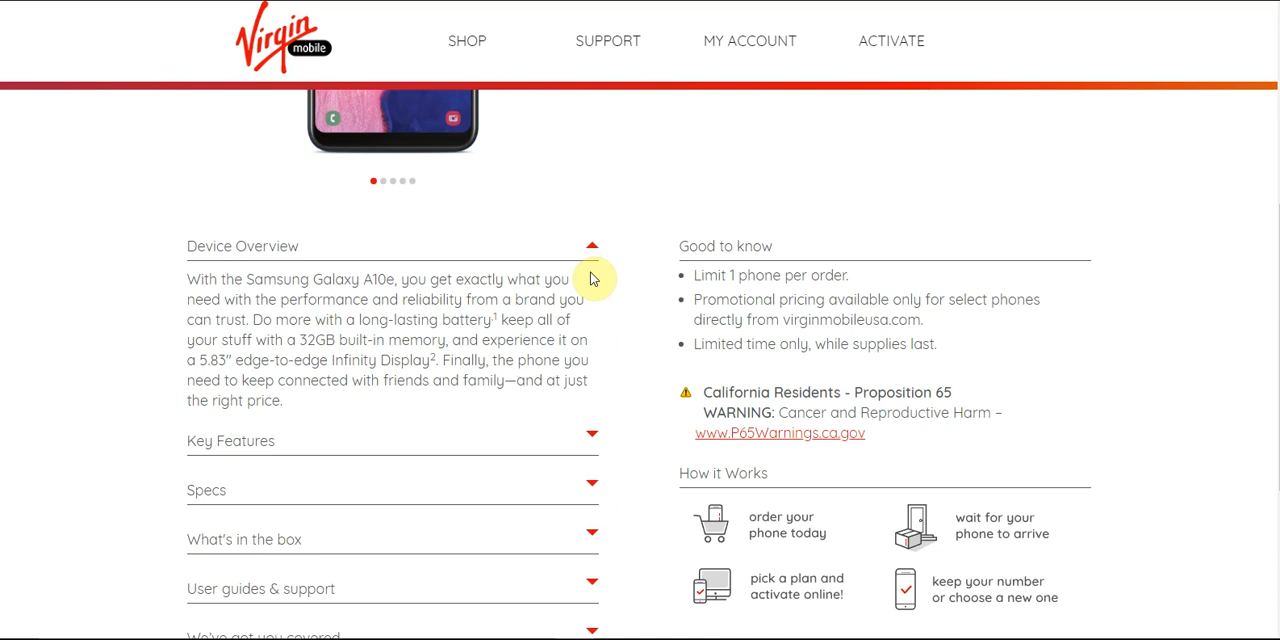 Virgin
mobile
SHOP
SUPPORT
MY ACCOUNT
ACTIVATE
Device Overview
With the Samsung Galaxy A10e, you get exactly what you
need with the performance and reliability from a brand you
can trust. Do more with a long-lasting battery¹ keep all of
your stuff with a 32GB built-in memory, and experience it on
a 5.83" edge-to-edge Infinity Display². Finally, the phone you
need to keep connected with friends and family—and at just
the right price.
Key Features
Specs
What's in the box
User guides & support
We've got you covered
Good to know
Limit 1 phone per order.
Promotional pricing available only for select phones
directly from virginmobileusa.com.
Limited time only, while supplies last.
California Residents - Proposition 65
WARNING: Cancer and Reproductive Harm –
www.P65Warnings.ca.gov
How it Works
order your
phone today
wait for your
phone to arrive
pick a plan and
activate online!
keep your number
or choose a new one